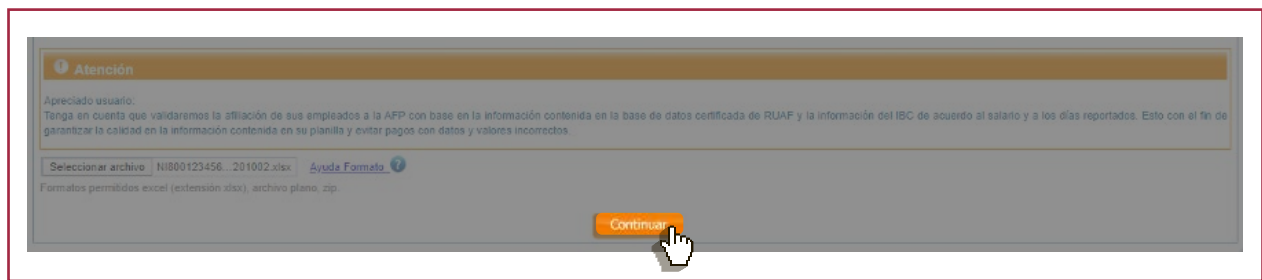 Atención
Apreciado usuario:
Tenga en cuenta que validaremos la afiliación de sus empleados a la AFP con base en la información contenida en la base de datos certificada de RUAF y la información del IBC de acuerdo al salario y a los días reportados. Esto con el fin de
garantizar la calidad en la información contenida en su planilla y evitar pagos con datos y valores incorrectos.
Seleccionar archivo NI800123456...201002.xlsx Ayuda Formato ?
Formatos permitidos excel (extensión xlsx), archivo plano, zip.
Continuar